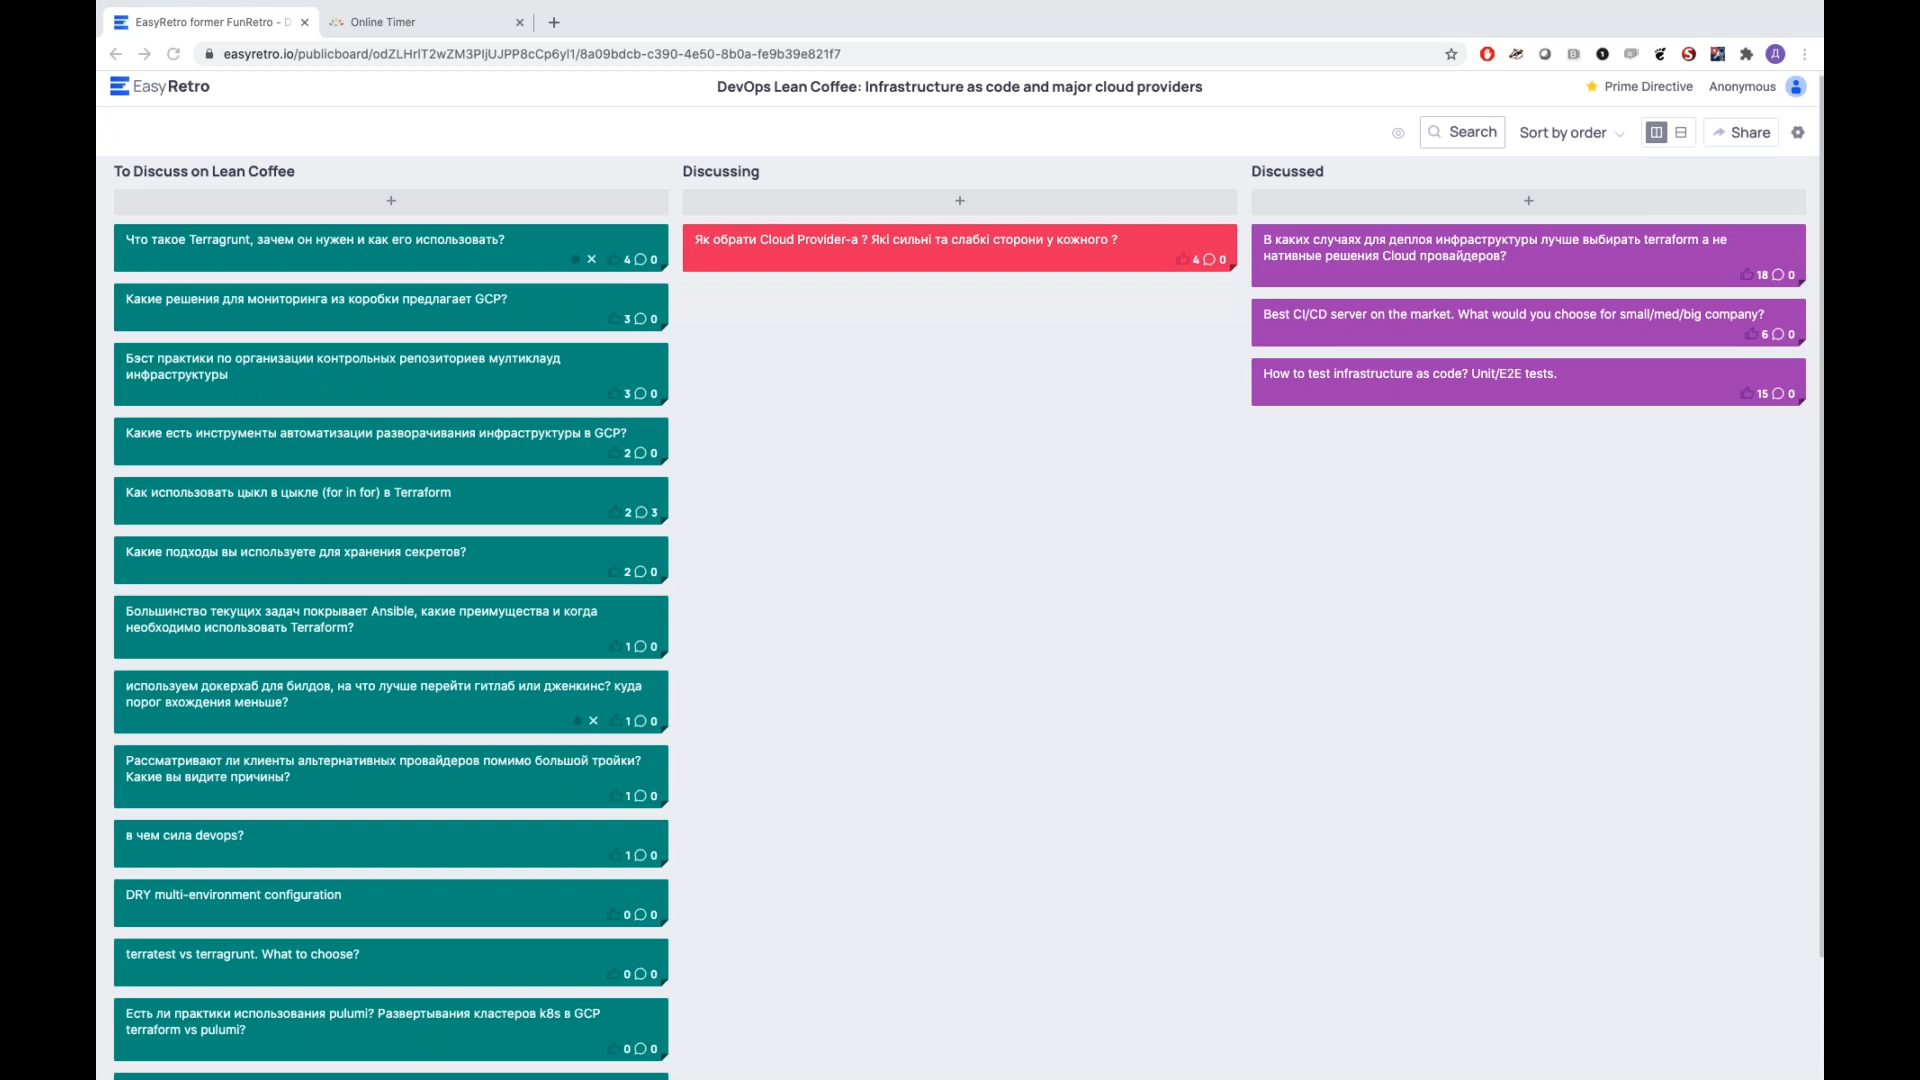 EasyRetro former FunRetro - D
Online Timer
easyretro.io/publicboard/odZLHrIT2wZM3PIjUJPP8cCp6yl1/8a09bdcb-c390-4e50-8b0a-fe9b39e821f7
EasyRetro
DevOps Lean Coffee: Infrastructure as code and major cloud providers
Prime Directive
Anonymous
Search
Sort by order
Share
To Discuss on Lean Coffee
+
Что такое Terragrunt, зачем он нужен и как его использовать?
4 0
Какие решения для мониторинга из коробки предлагает GCP?
3 0
Бэст практики по организации контрольных репозиториев мултиклауд
инфраструктуры
3 0
Какие есть инструменты автоматизации разворачивания инфраструктуры в GCP?
2 0
Как использовать цыкл в цыкле (for in for) в Terraform
2 3
Какие подходы вы используете для хранения секретов?
2 0
Большинство текущих задач покрывает Ansible, какие преимущества и когда
необходимо использовать Terraform?
1 0
используем докерхаб для билдов, на что лучше перейти гитлаб или дженкинс? куда
порог вхождения меньше?
1 0
Рассматривают ли клиенты альтернативных провайдеров помимо большой тройки?
Какие вы видите причины?
1 0
в чем сила devops?
1 0
DRY multi-environment configuration
0 0
terratest vs terragrunt. What to choose?
0 0
Есть ли практики использования pulumi? Развертывания кластеров k8s в GCP
terraform vs pulumi?
0 0
Discussing
+
Як обрати Cloud Provider-а ? Які сильні та слабкі сторони у кожного ?
4 0
Discussed
+
В каких случаях для деплоя инфраструктуры лучше выбирать terraform а не
нативные решения Cloud провайдеров?
18 0
Best CI/CD server on the market. What would you choose for small/med/big company?
6 0
How to test infrastructure as code? Unit/E2E tests.
15 0